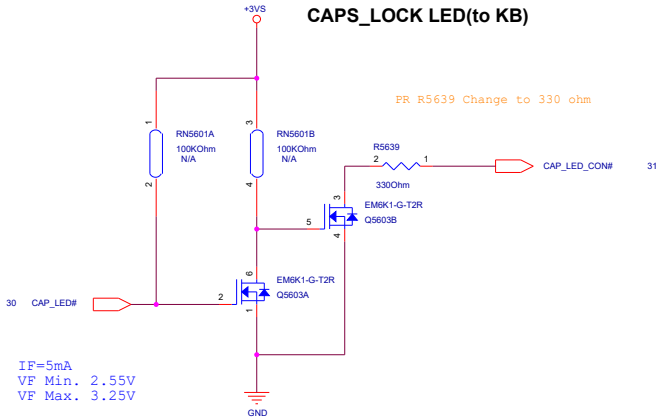 +3VS
CAPS_LOCK LED(to KB)
PR R5639 Change to 330 ohm
1
RN5601A
100KOhm
N/A
2
3
RN5601B
100KOhm
N/A
4
R5639
2
1
330Ohm
CAP_LED_CON#
31
3
EM6K1-G-T2R
Q5603B
5
4
6
EM6K1-G-T2R
Q5603A
2
1
30
CAP_LED#
IF=5mA
VF Min. 2.55V
VF Max. 3.25V
GND